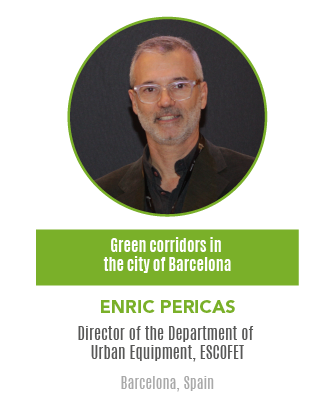 Green corridors in
the city of Barcelona
ENRIC PERICAS
Director of the Department of
Urban Equipment, ESCOFET
Barcelona, Spain